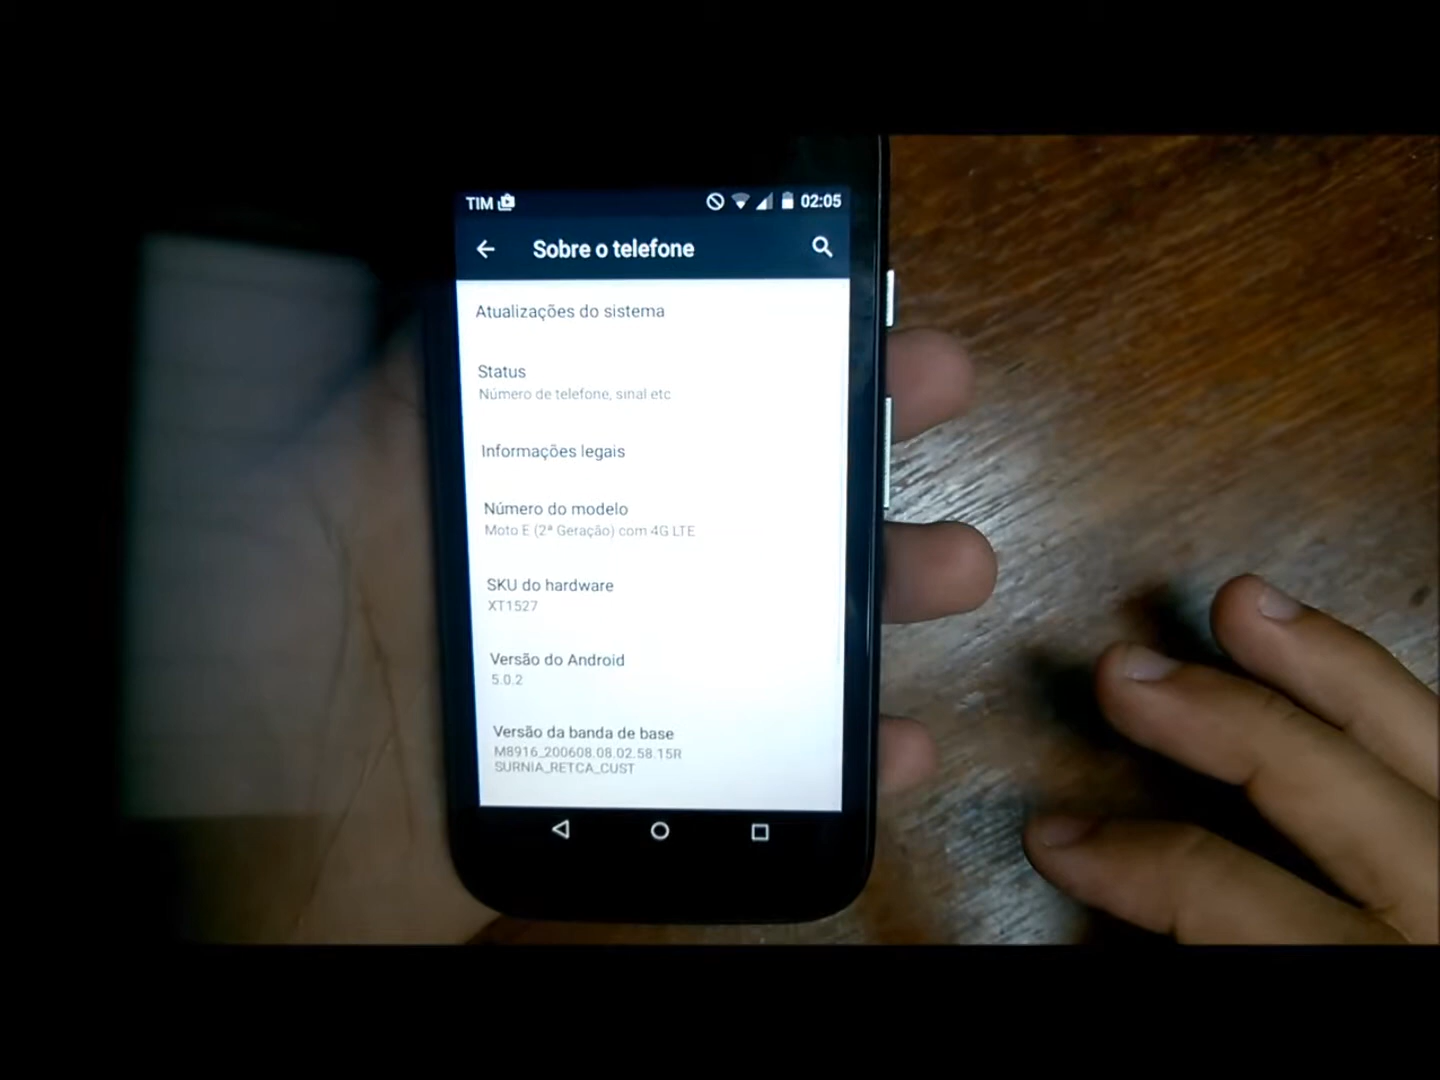 TIM 02:05
Sobre o telefone
Atualizações do sistema
Status
Número de telefone, sinal etc
Informações legais
Número do modelo
Moto E (2ª Geração) com 4G LTE
SKU do hardware
XT1527
Versão do Android
5.0.2
Versão da banda de base
M8916_200608.08.02.58.15R
SURNIA_RETCA_CUST